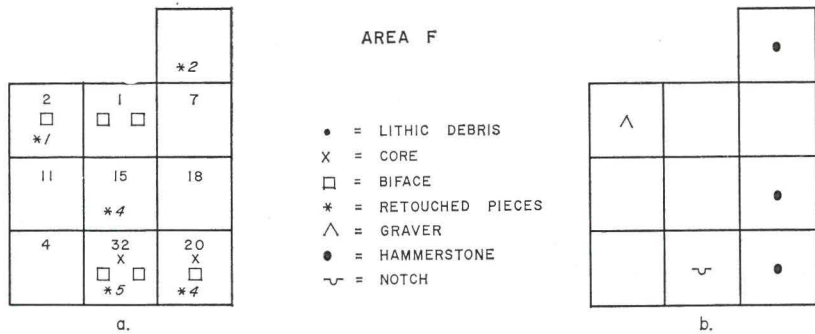 AREA F
*2
2
1
7
*1
11
15
18
*4
4
32
20
X
X
*5
*4
a.
• = LITHIC DEBRIS
X = CORE
□ = BIFACE
* = RETOUCHED PIECES
∧ = GRAVER
● = HAMMERSTONE
= NOTCH
b.